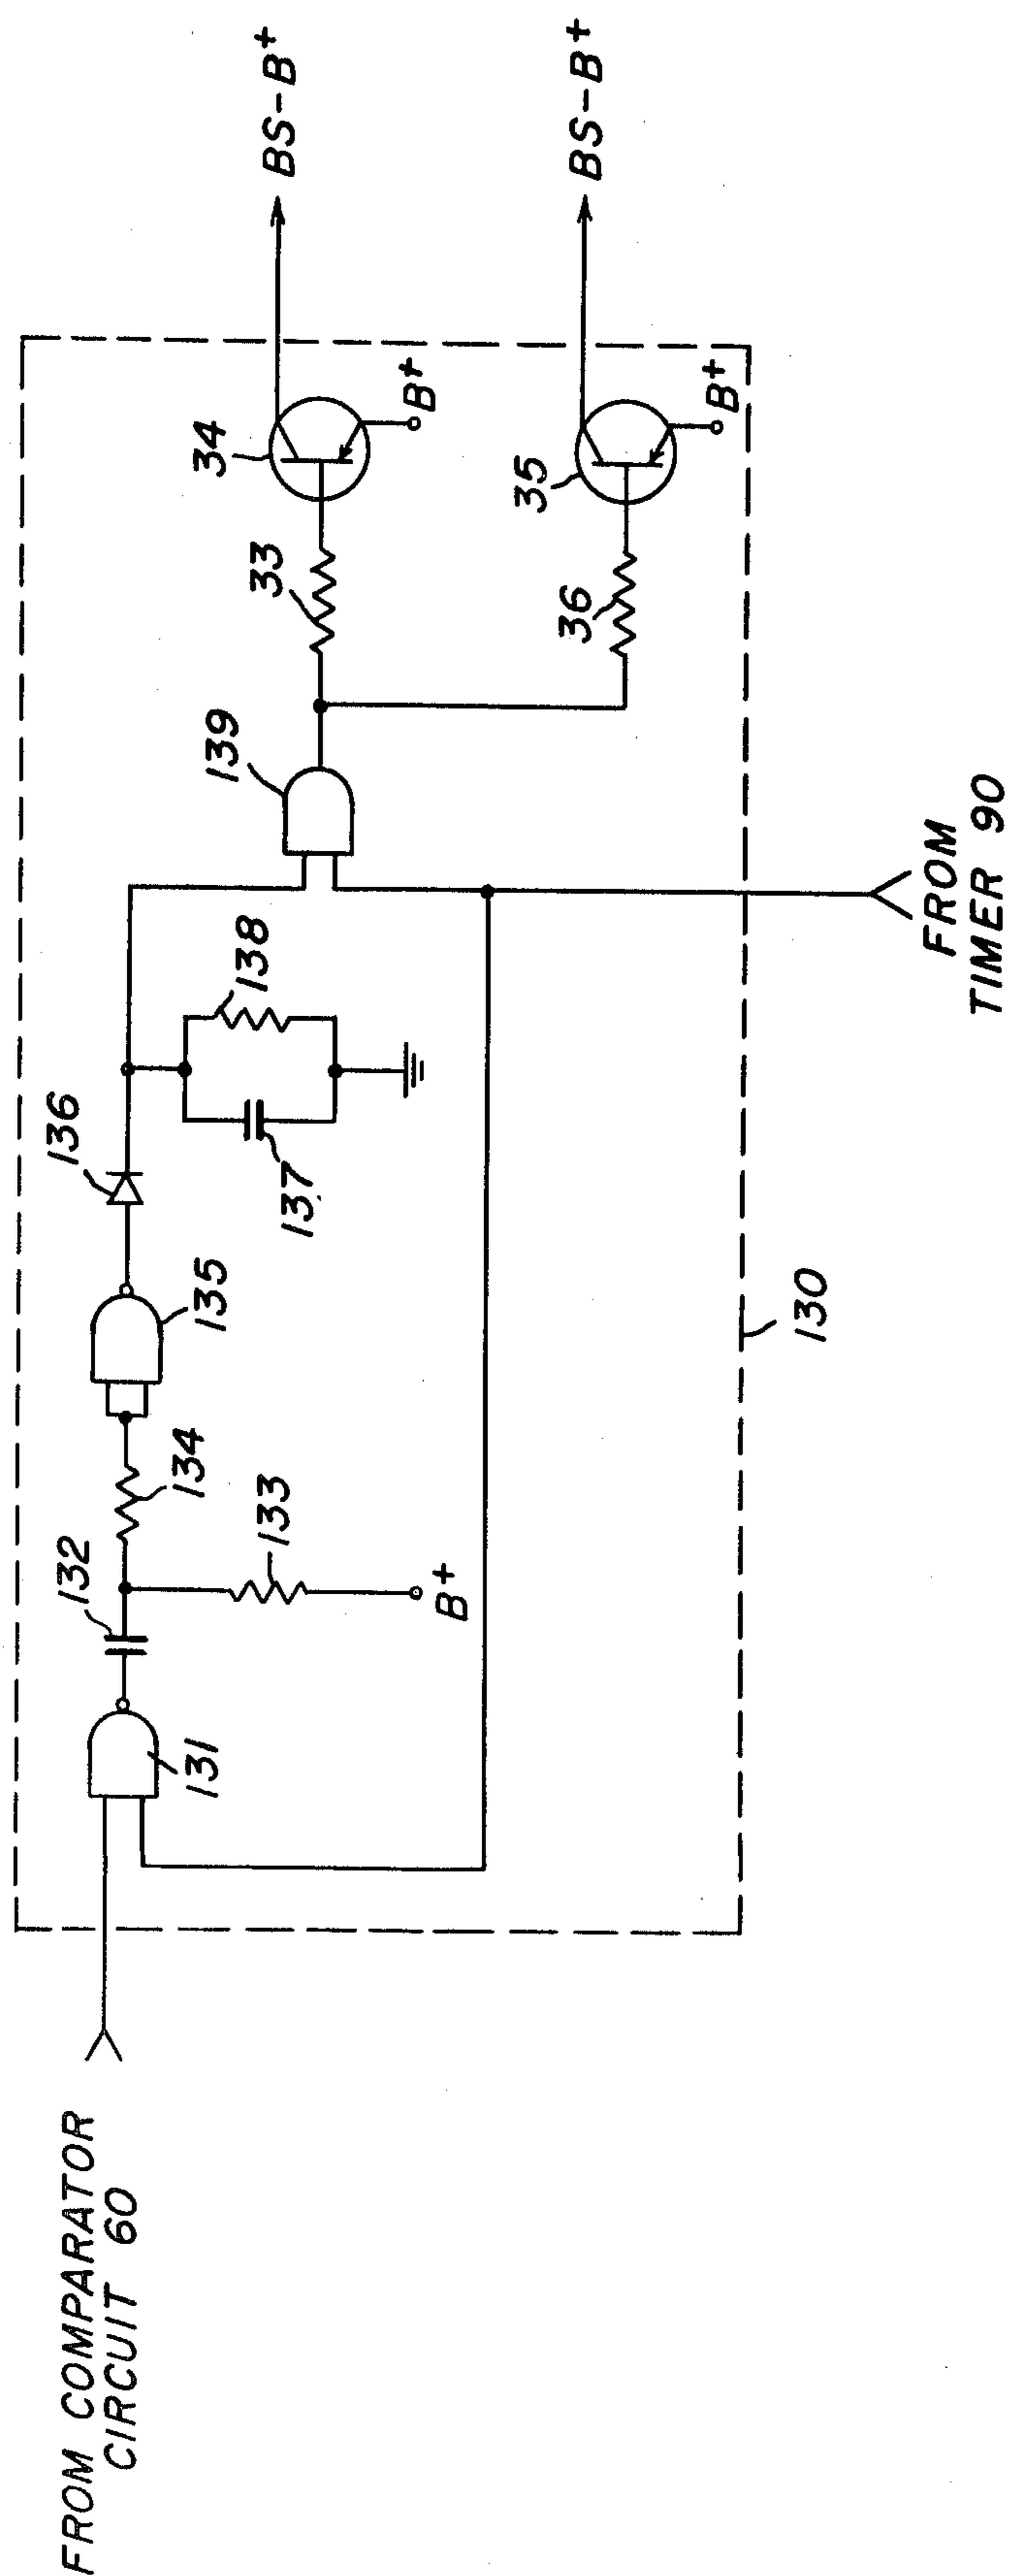 FROM COMPARATOR
CIRCUIT 60
131
132
133
B+
134
135
136
137
138
139
33
34
B+
BS-B+
36
35
B+
BS-B+
130
FROM
TIMER 90